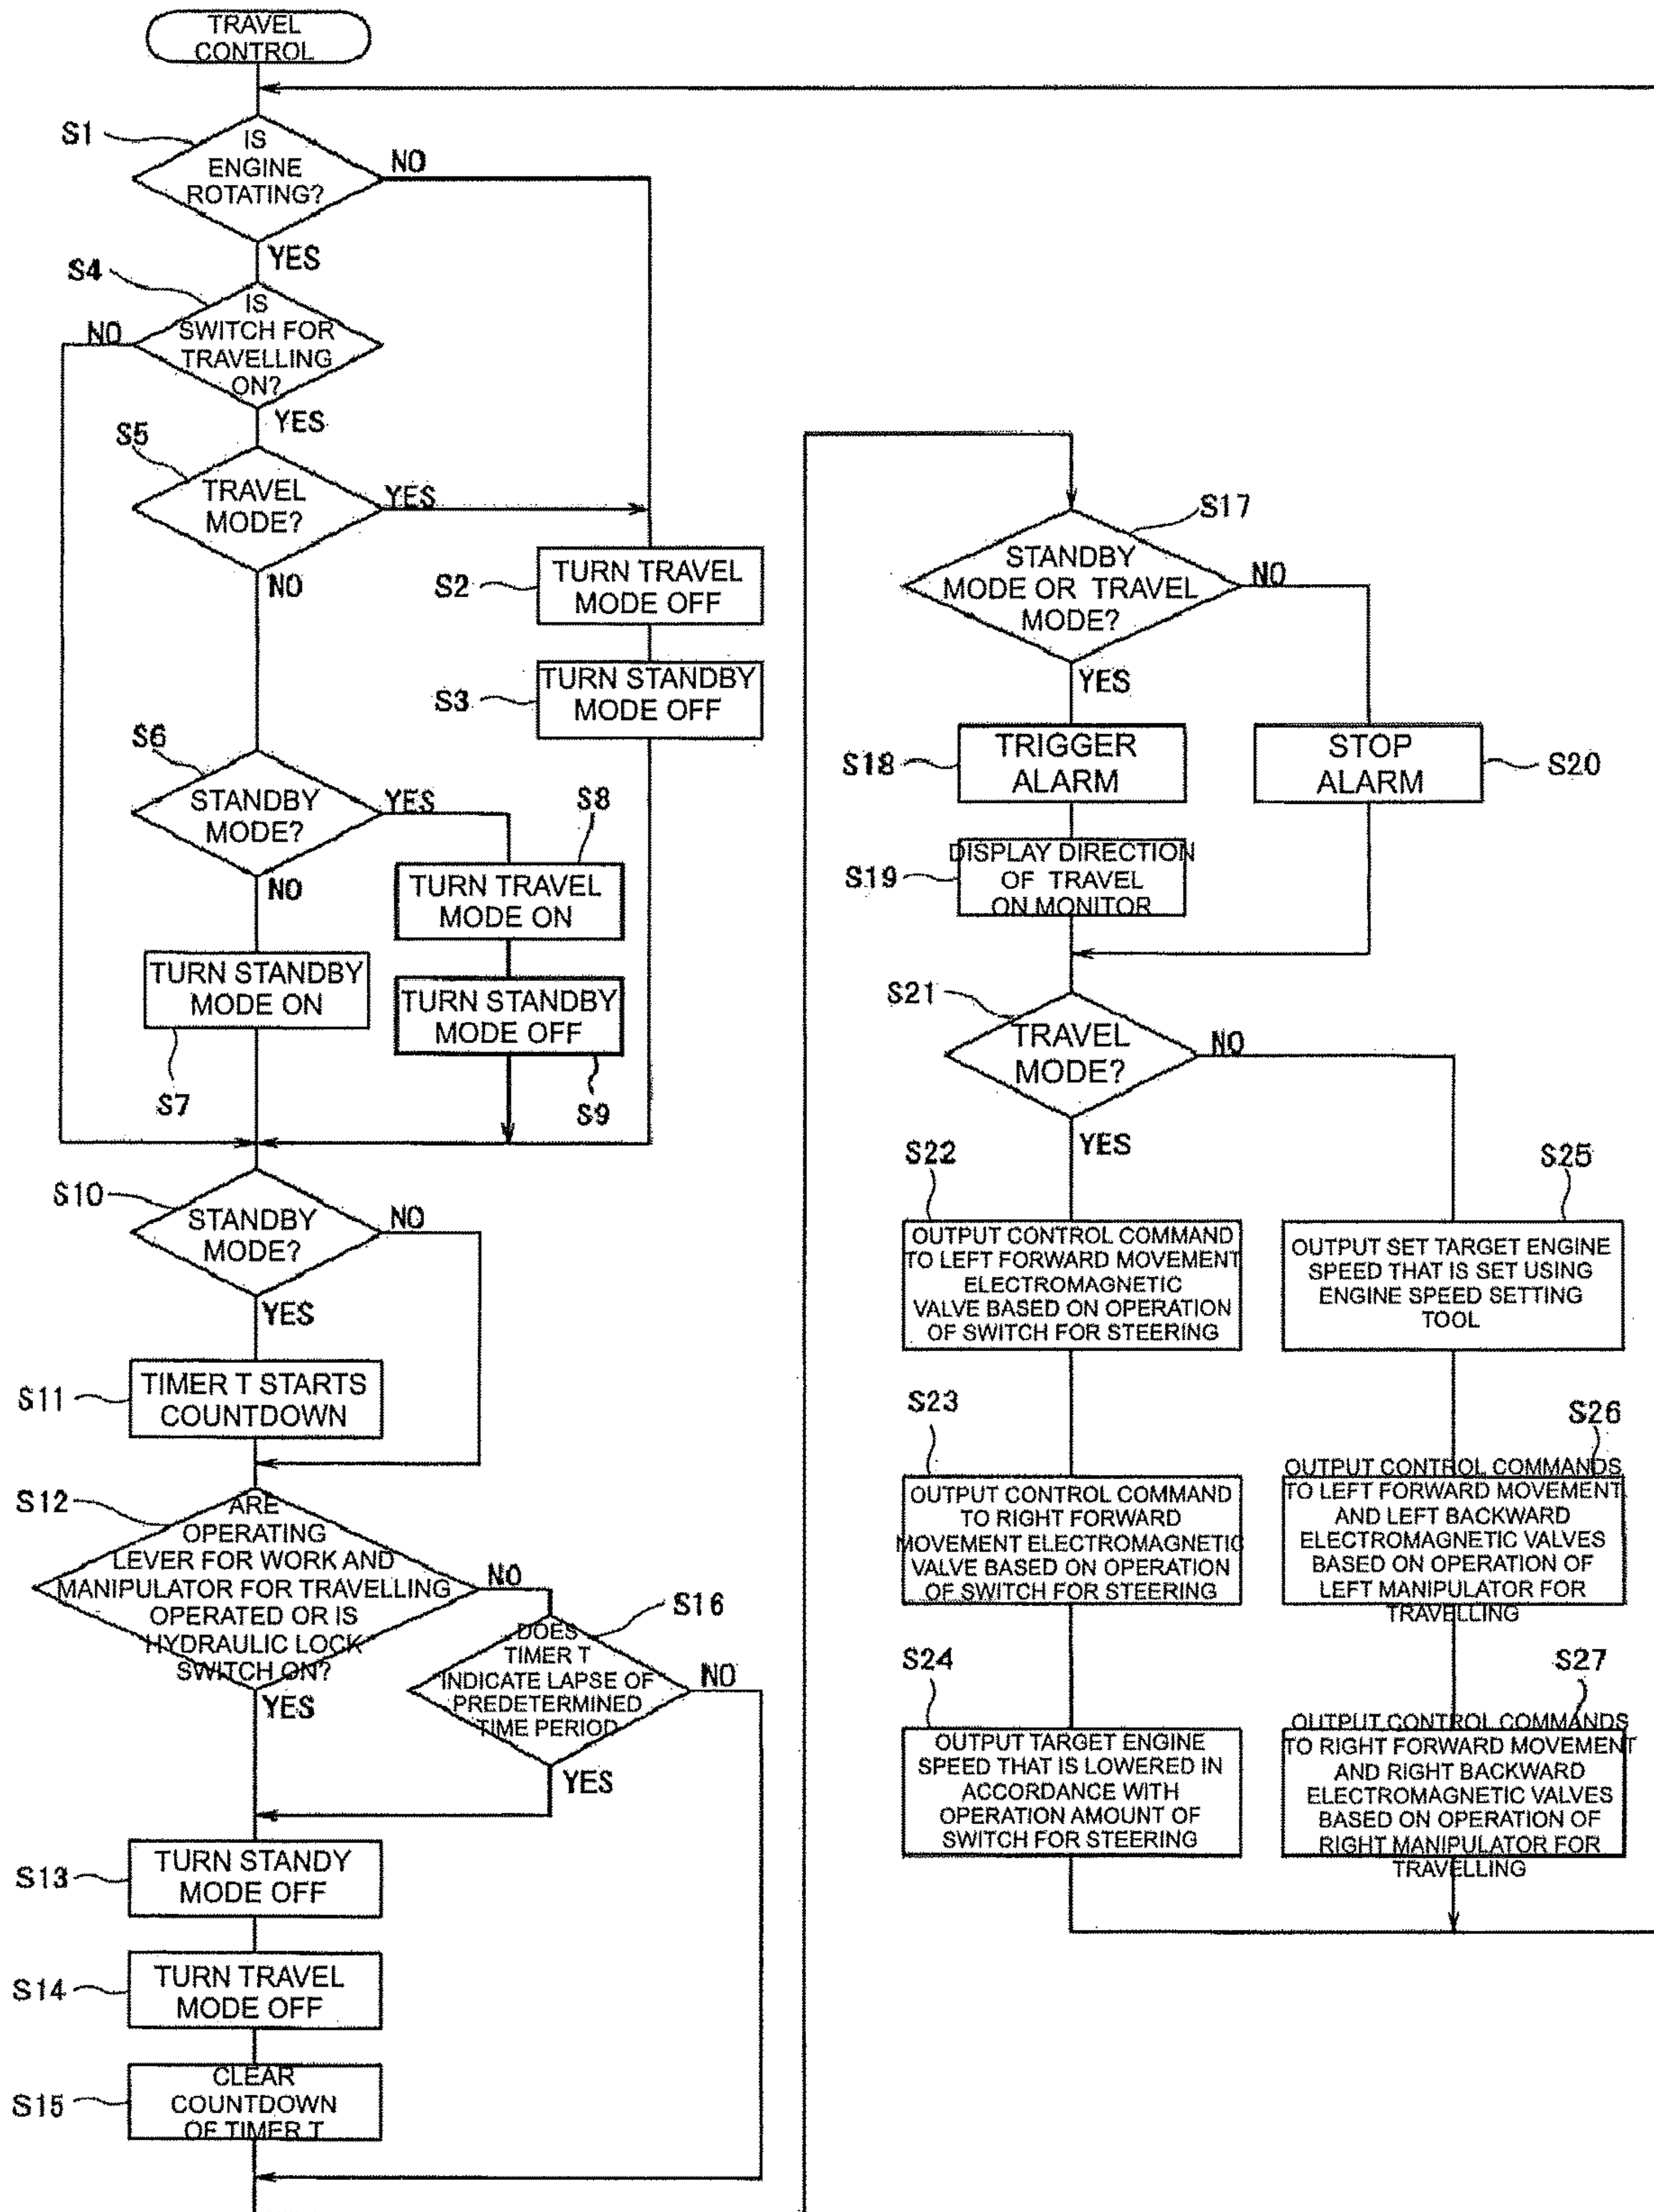 TRAVEL
CONTROL
S1
IS
ENGINE
ROTATING?
NO
YES
S4
IS
SWITCH FOR
TRAVELLING
ON?
NO
YES
S5
TRAVEL
MODE?
YES
NO
S2
TURN TRAVEL
MODE OFF
S3
TURN STANDBY
MODE OFF
S6
STANDBY
MODE?
YES
NO
S8
TURN TRAVEL
MODE ON
TURN STANDBY
MODE ON
S7
TURN STANDBY
MODE OFF
S9
S10
STANDBY
MODE?
NO
YES
S11
TIMER T STARTS
COUNTDOWN
S12
ARE
OPERATING
LEVER FOR WORK AND
MANIPULATOR FOR TRAVELLING
OPERATED OR IS
HYDRAULIC LOCK
SWITCH ON?
NO
YES
S16
DOES
TIMER T
INDICATE LAPSE OF
PREDETERMINED
TIME PERIOD
NO
YES
S13
TURN STANDY
MODE OFF
S14
TURN TRAVEL
MODE OFF
S15
CLEAR
COUNTDOWN
OF TIMER T
S17
STANDBY
MODE OR TRAVEL
MODE?
NO
YES
S18
TRIGGER
ALARM
STOP
ALARM
S20
S19
DISPLAY DIRECTION
OF TRAVEL
ON MONITOR
S21
TRAVEL
MODE?
NO
YES
S22
OUTPUT CONTROL COMMAND
TO LEFT FORWARD MOVEMENT
ELECTROMAGNETIC
VALVE BASED ON OPERATION
OF SWITCH FOR STEERING
S25
OUTPUT SET TARGET ENGINE
SPEED THAT IS SET USING
ENGINE SPEED SETTING
TOOL
S23
OUTPUT CONTROL COMMAND
TO RIGHT FORWARD
MOVEMENT ELECTROMAGNETIC
VALVE BASED ON OPERATION
OF SWITCH FOR STEERING
S26
OUTPUT CONTROL COMMANDS
TO LEFT FORWARD MOVEMENT
AND LEFT BACKWARD
ELECTROMAGNETIC VALVES
BASED ON OPERATION OF
LEFT MANIPULATOR FOR
TRAVELLING
S24
OUTPUT TARGET ENGINE
SPEED THAT IS LOWERED IN
ACCORDANCE WITH
OPERATION AMOUNT OF
SWITCH FOR STEERING
S27
OUTPUT CONTROL COMMANDS
TO RIGHT FORWARD MOVEMENT
AND RIGHT BACKWARD
ELECTROMAGNETIC VALVES
BASED ON OPERATION OF
RIGHT MANIPULATOR FOR
TRAVELLING